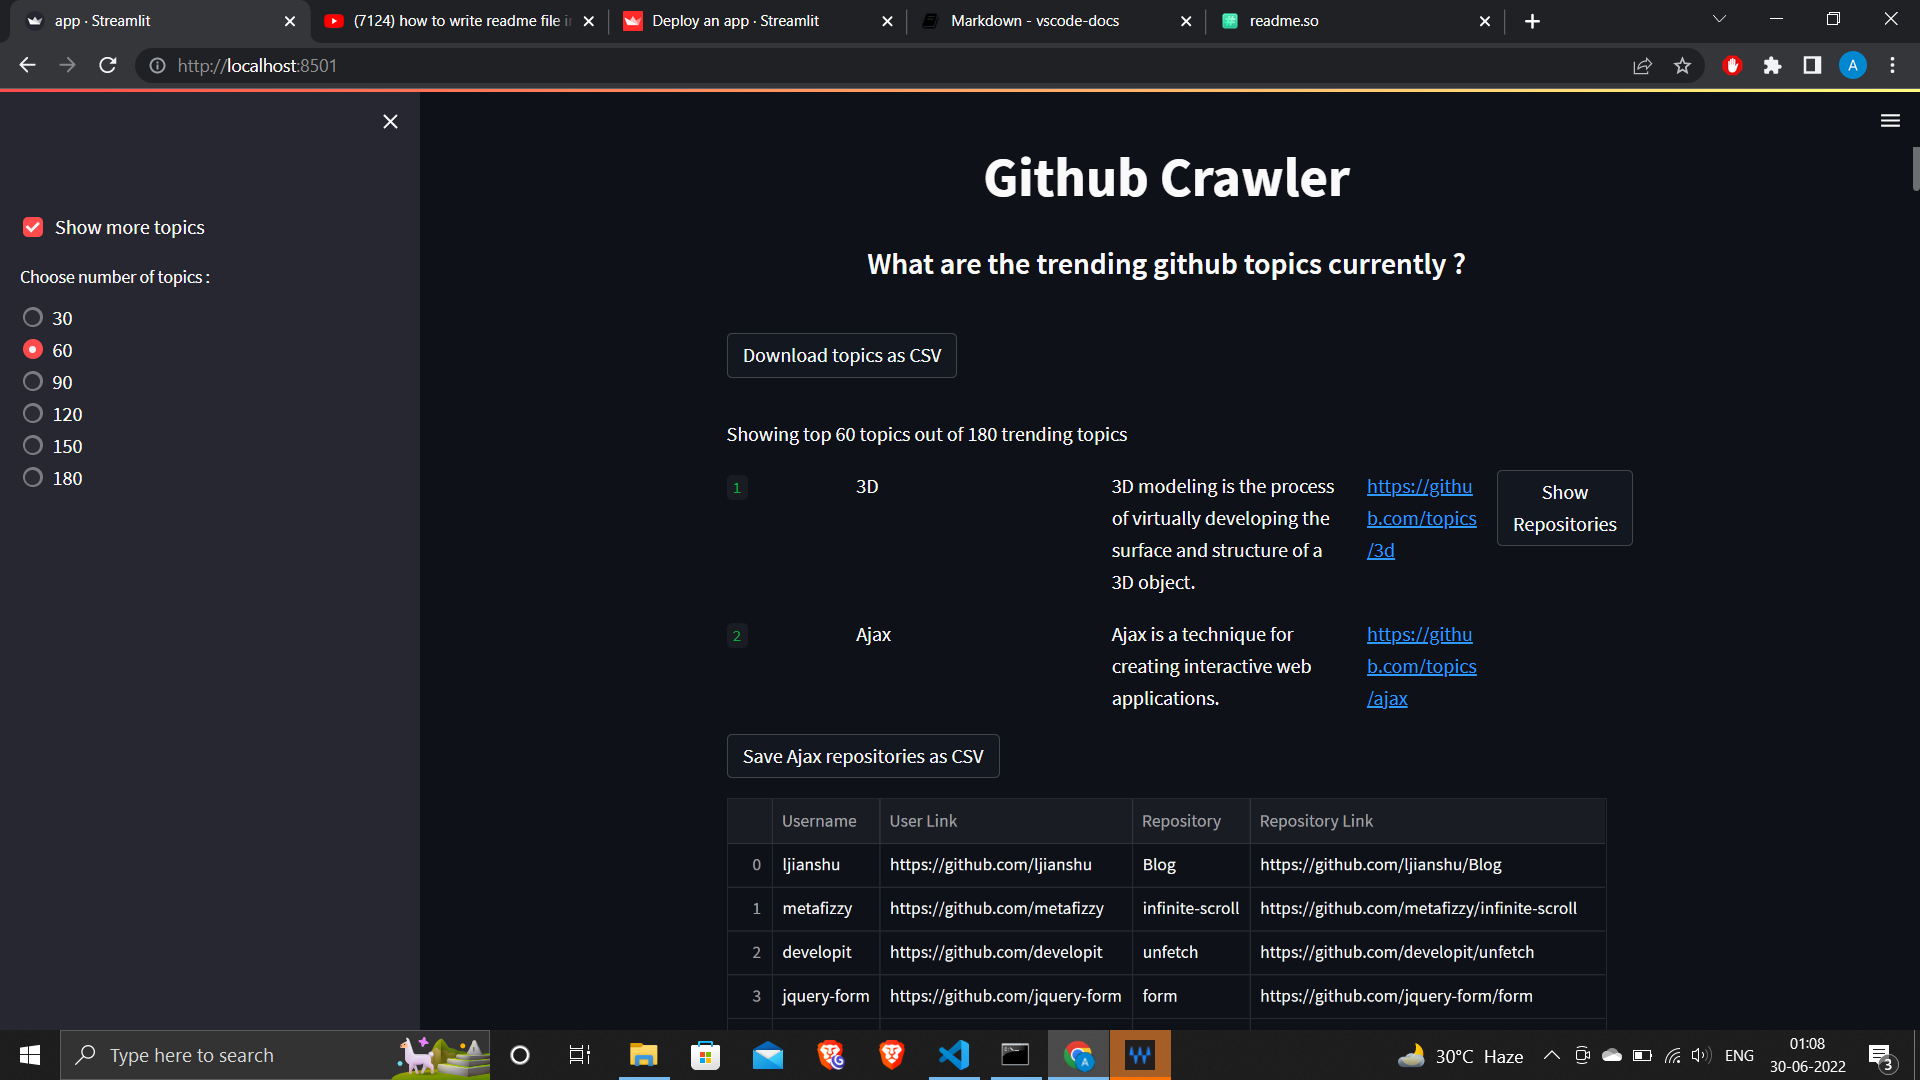 app · Streamlit
(7124) how to write readme file i
Deploy an app · Streamlit
Markdown - vscode-docs
readme.so
http://localhost:8501
A
Show more topics
Choose number of topics :
30
60
90
120
150
180
Github Crawler
What are the trending github topics currently ?
Download topics as CSV
Showing top 60 topics out of 180 trending topics
1
3D
3D modeling is the process
of virtually developing the
surface and structure of a
3D object.
https://githu
b.com/topics
/3d
Show
Repositories
2
Ajax
Ajax is a technique for
creating interactive web
applications.
https://githu
b.com/topics
/ajax
Save Ajax repositories as CSV
Username User Link Repository Repository Link
0 ljianshu https://github.com/ljianshu Blog https://github.com/ljianshu/Blog
1 metafizzy https://github.com/metafizzy infinite-scroll https://github.com/metafizzy/infinite-scroll
2 developit https://github.com/developit unfetch https://github.com/developit/unfetch
3 jquery-form https://github.com/jquery-form form https://github.com/jquery-form/form
Type here to search
30°C Haze
ENG
01:08
30-06-2022
3